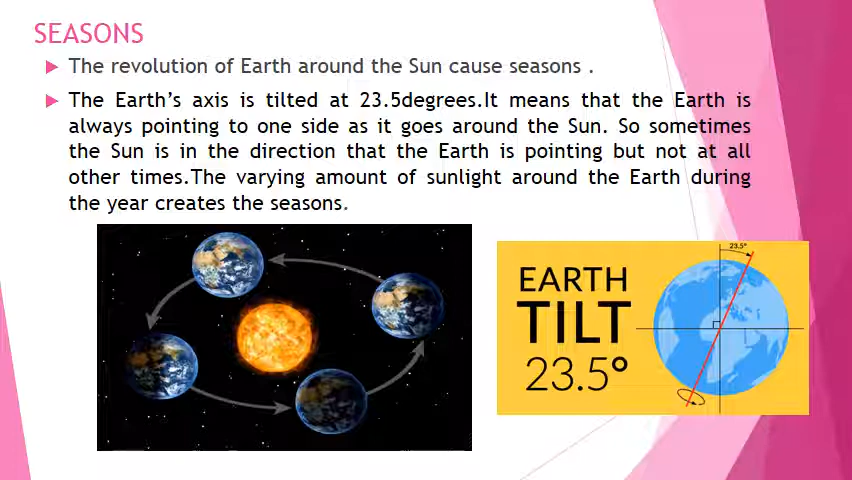 SEASONS
The revolution of Earth around the Sun cause seasons .
The Earth’s axis is tilted at 23.5degrees.It means that the Earth is
always pointing to one side as it goes around the Sun. So sometimes
the Sun is in the direction that the Earth is pointing but not at all
other times.The varying amount of sunlight around the Earth during
the year creates the seasons.
23.5°
EARTH
TILT
23.5°